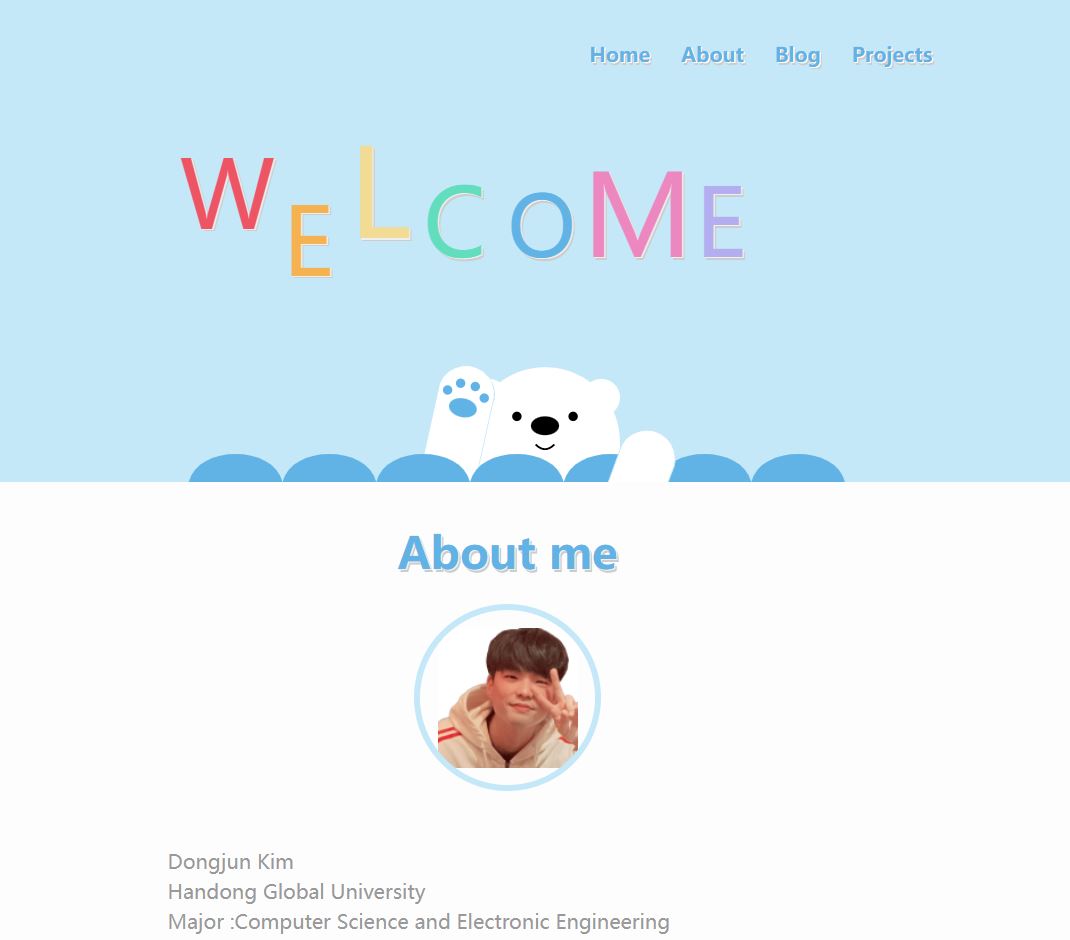 Home About Blog Projects
WELCOME
About me
Dongjun Kim
Handong Global University
Major :Computer Science and Electronic Engineering